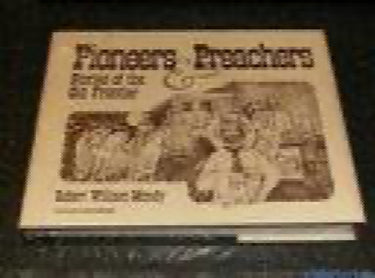 Pioneers & Preachers
Stories of the
Old Frontier
Robert William Mondy